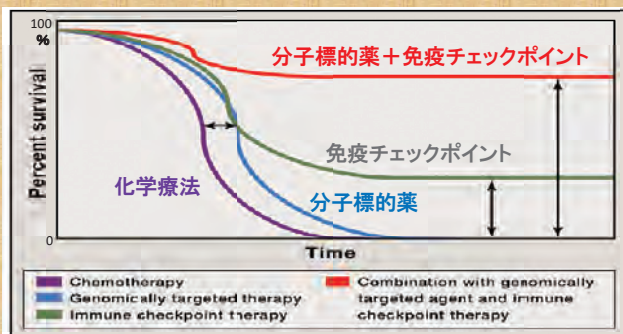 100
%
分子標的薬＋免疫チェックポイント
Percent survival
免疫チェックポイント
化学療法
分子標的薬
0
Time
Chemotherapy
Genomically targeted therapy
Immune checkpoint therapy
Combination with genomically
targeted agent and immune
checkpoint therapy